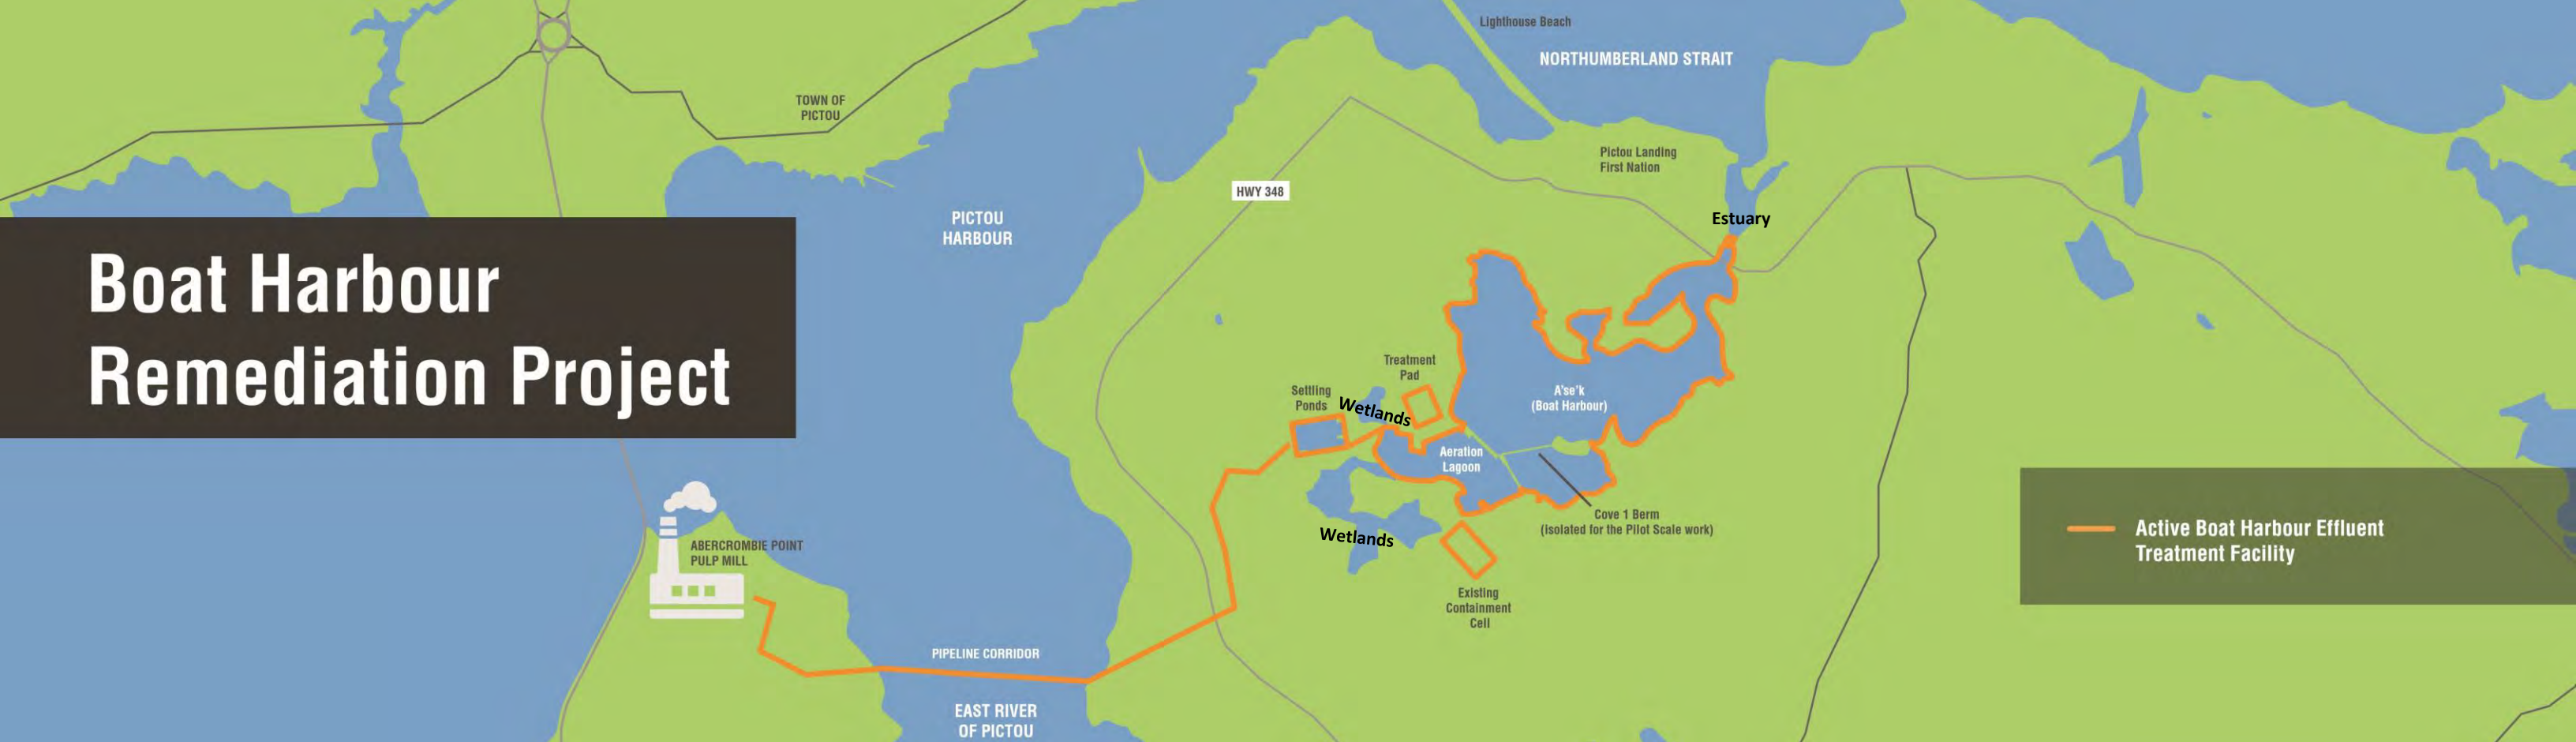 Lighthouse Beach
NORTHUMBERLAND STRAIT
TOWN OF
PICTOU
Pictou Landing
First Nation
HWY 348
PICTOU
HARBOUR
Estuary
Boat Harbour
Remediation Project
Treatment
Pad
Settling
Ponds
Wetlands
A'se'k
(Boat Harbour)
Aeration
Lagoon
Cove 1 Berm
(isolated for the Pilot Scale work)
Wetlands
Existing
Containment
Cell
ABERCROMBIE POINT
PULP MILL
PIPELINE CORRIDOR
EAST RIVER
OF PICTOU
Active Boat Harbour Effluent
Treatment Facility